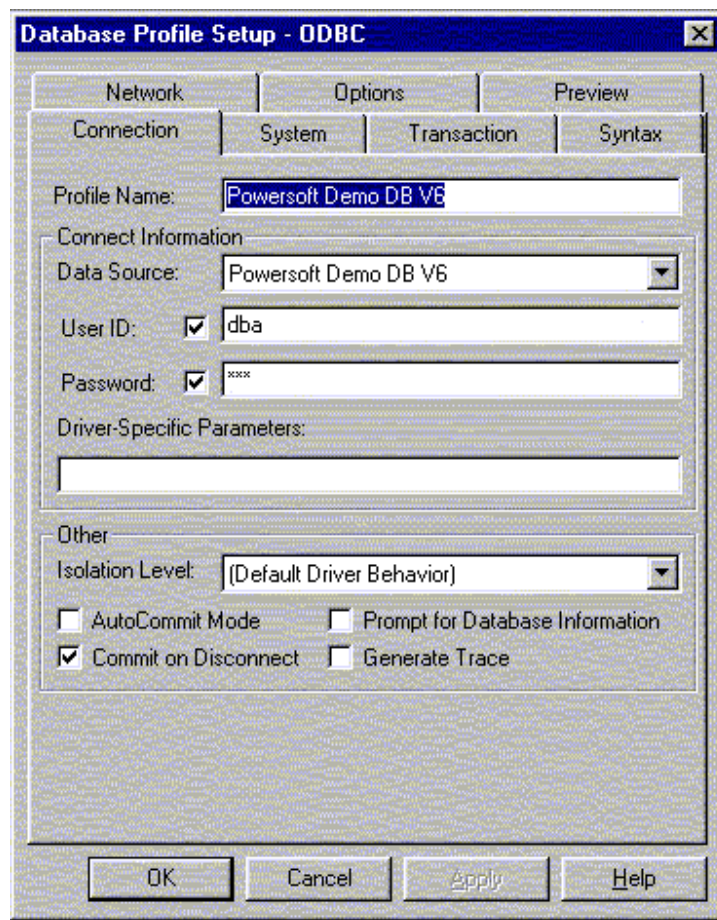 Database Profile Setup - ODBC
Network Options Preview
Connection System Transaction Syntax
Profile Name: Powersoft Demo DB V6
Connect Information
Data Source: Powersoft Demo DB V6
User ID: dba
Password: ***
Driver-Specific Parameters:
Other
Isolation Level: (Default Driver Behavior)
AutoCommit Mode Prompt for Database Information
Commit on Disconnect Generate Trace
OK Cancel Apply Help